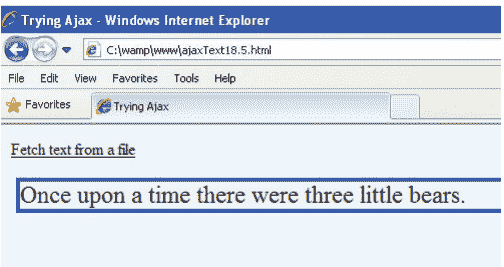 Trying Ajax - Windows Internet Explorer
C:\wamp\www\ajaxText18.5.html
File Edit View Favorites Tools Help
Favorites Trying Ajax
Fetch text from a file
Once upon a time there were three little bears.